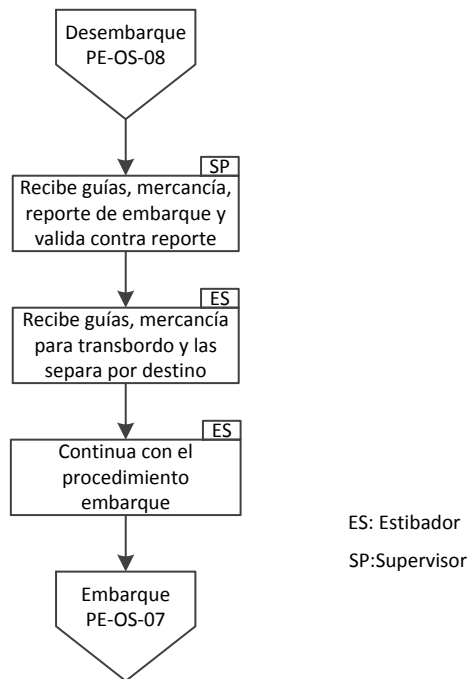 Desembarque
PE-OS-08
SP
Recibe guías, mercancía,
reporte de embarque y
valida contra reporte
ES
Recibe guías, mercancía
para transbordo y las
separa por destino
ES
Continua con el
procedimiento
embarque
Embarque
PE-OS-07
ES: Estibador
SP:Supervisor